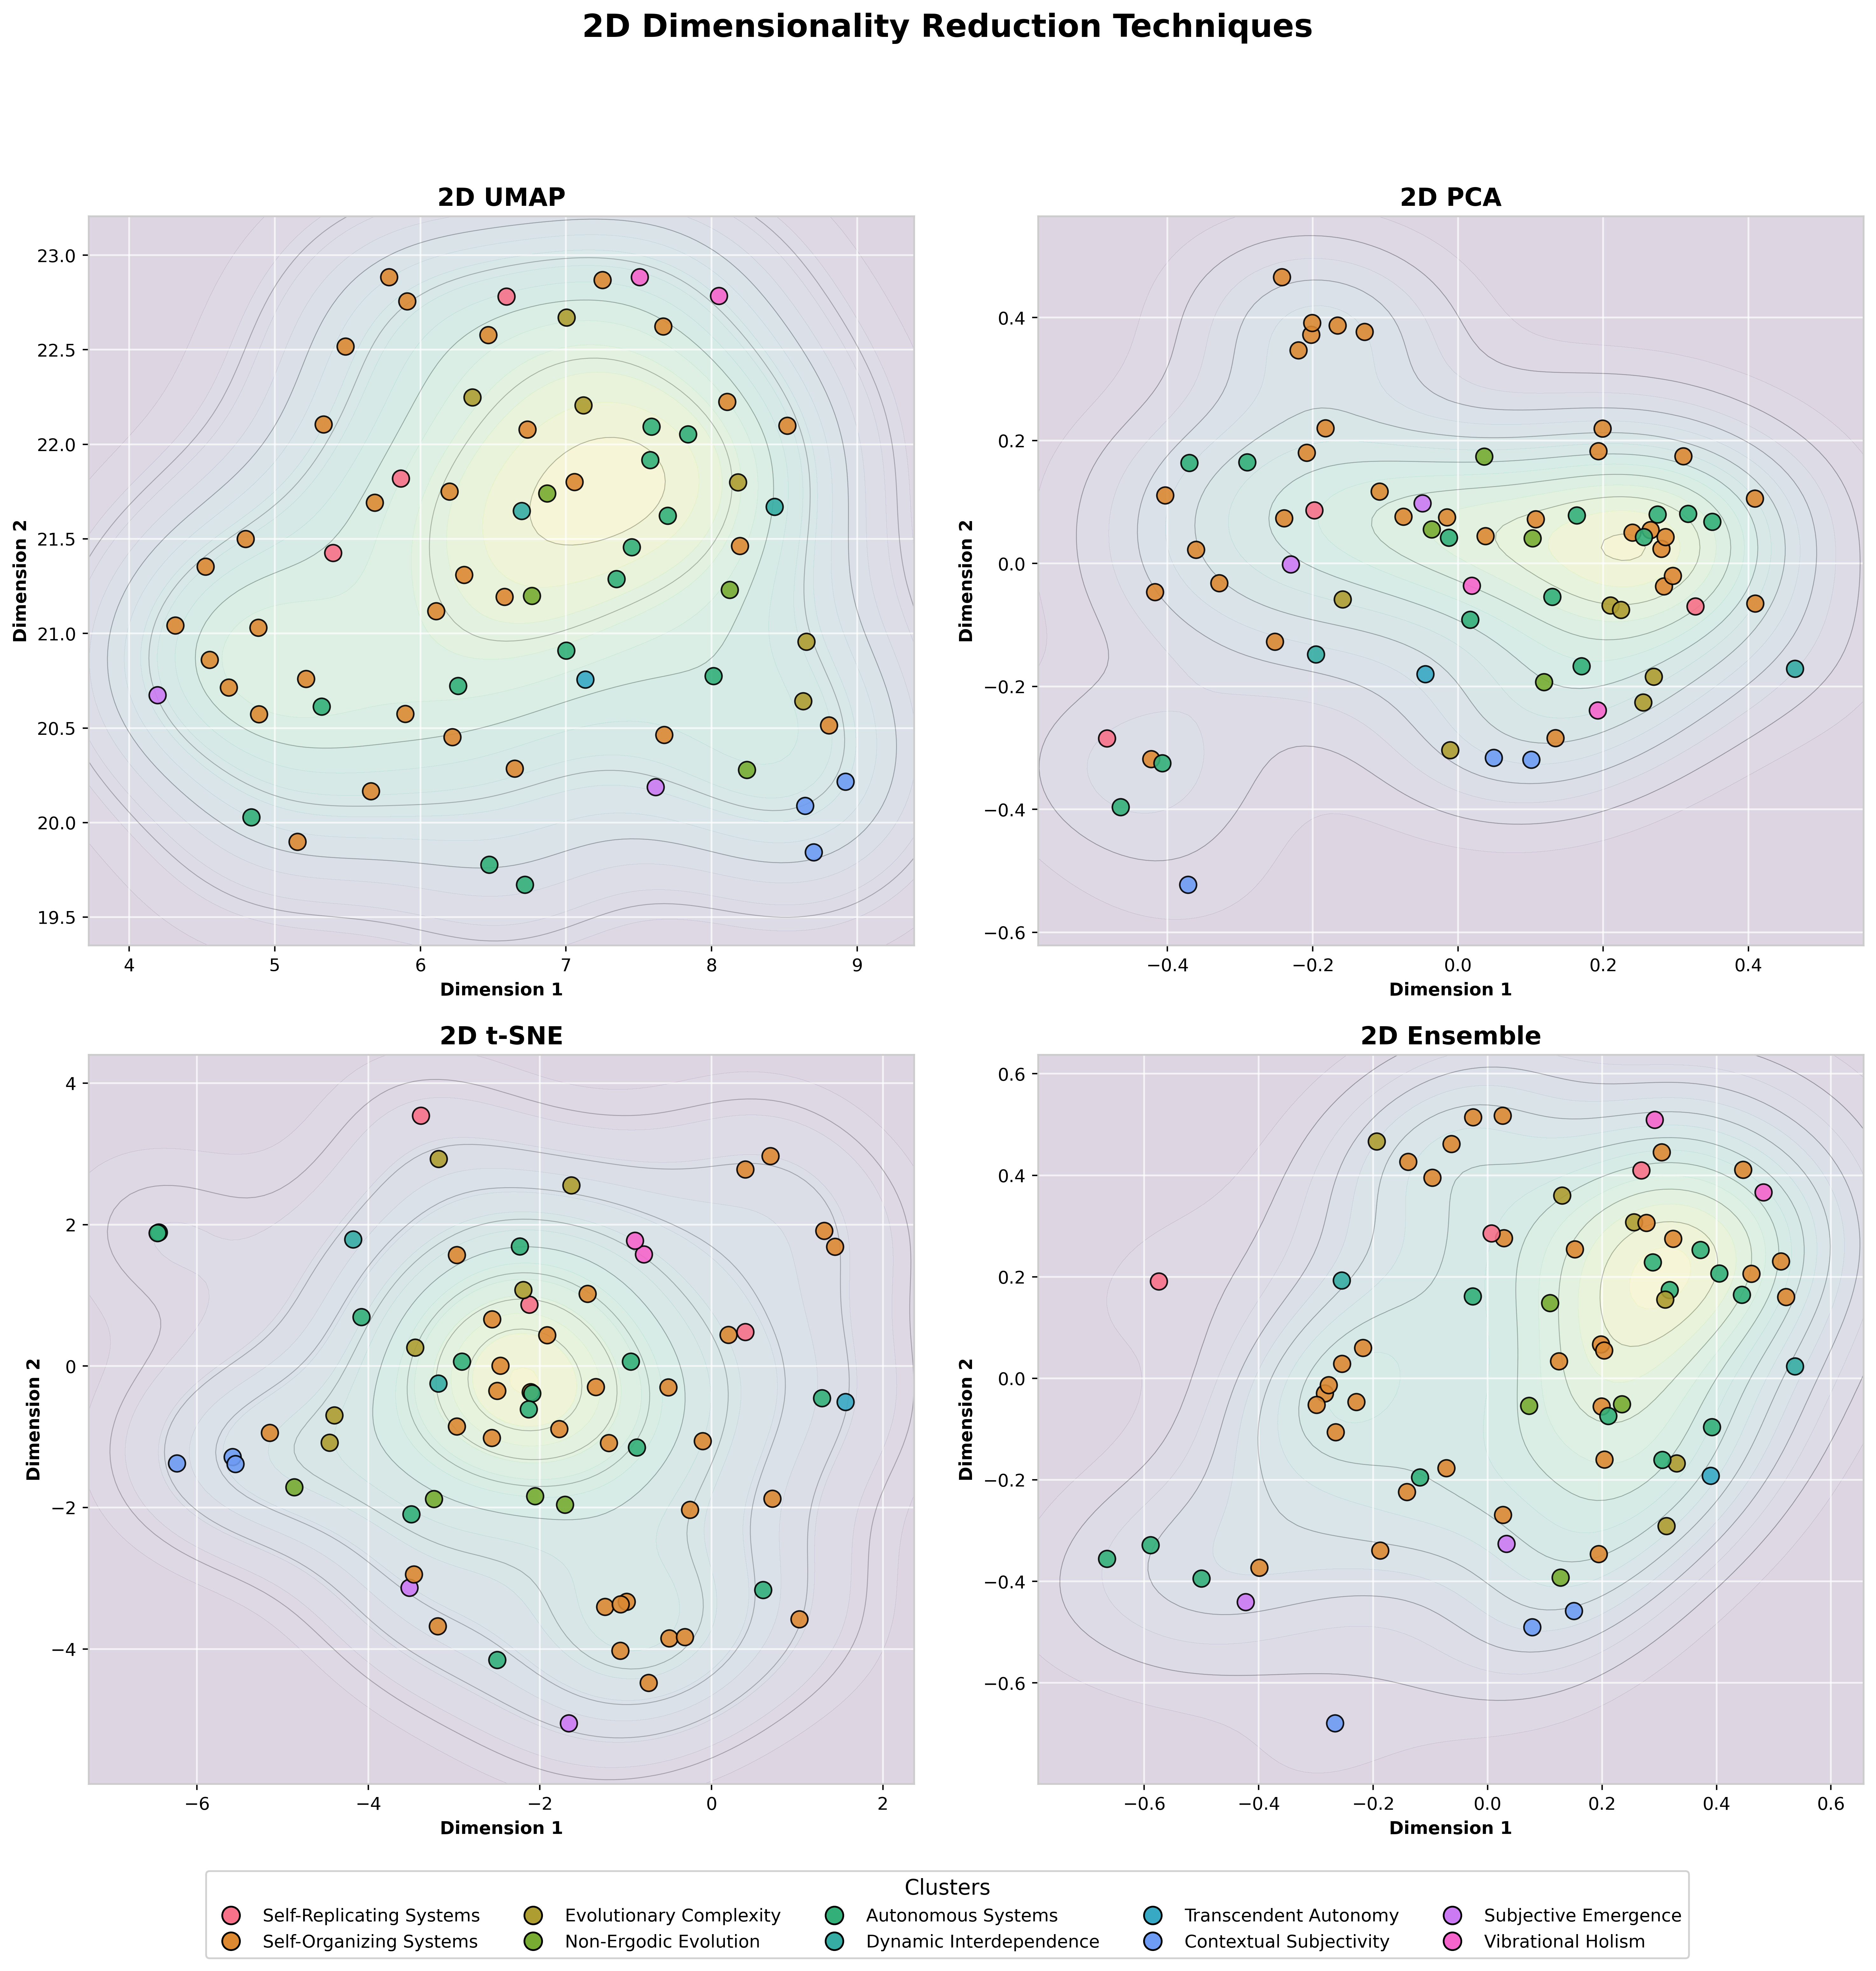 2D Dimensionality Reduction Techniques
2D UMAP
Dimension 2
23.0
22.5
22.0
21.5
21.0
20.5
20.0
19.5
4 5 6 7 8 9
Dimension 1
2D PCA
Dimension 2
0.4
0.2
0.0
−0.2
−0.4
−0.6
−0.4 −0.2 0.0 0.2 0.4
Dimension 1
2D t-SNE
Dimension 2
4
2
0
−2
−4
−6 −4 −2 0 2
Dimension 1
2D Ensemble
Dimension 2
0.6
0.4
0.2
0.0
−0.2
−0.4
−0.6
−0.6 −0.4 −0.2 0.0 0.2 0.4 0.6
Dimension 1
Clusters
Self-Replicating Systems Evolutionary Complexity Autonomous Systems Transcendent Autonomy Subjective Emergence
Self-Organizing Systems Non-Ergodic Evolution Dynamic Interdependence Contextual Subjectivity Vibrational Holism